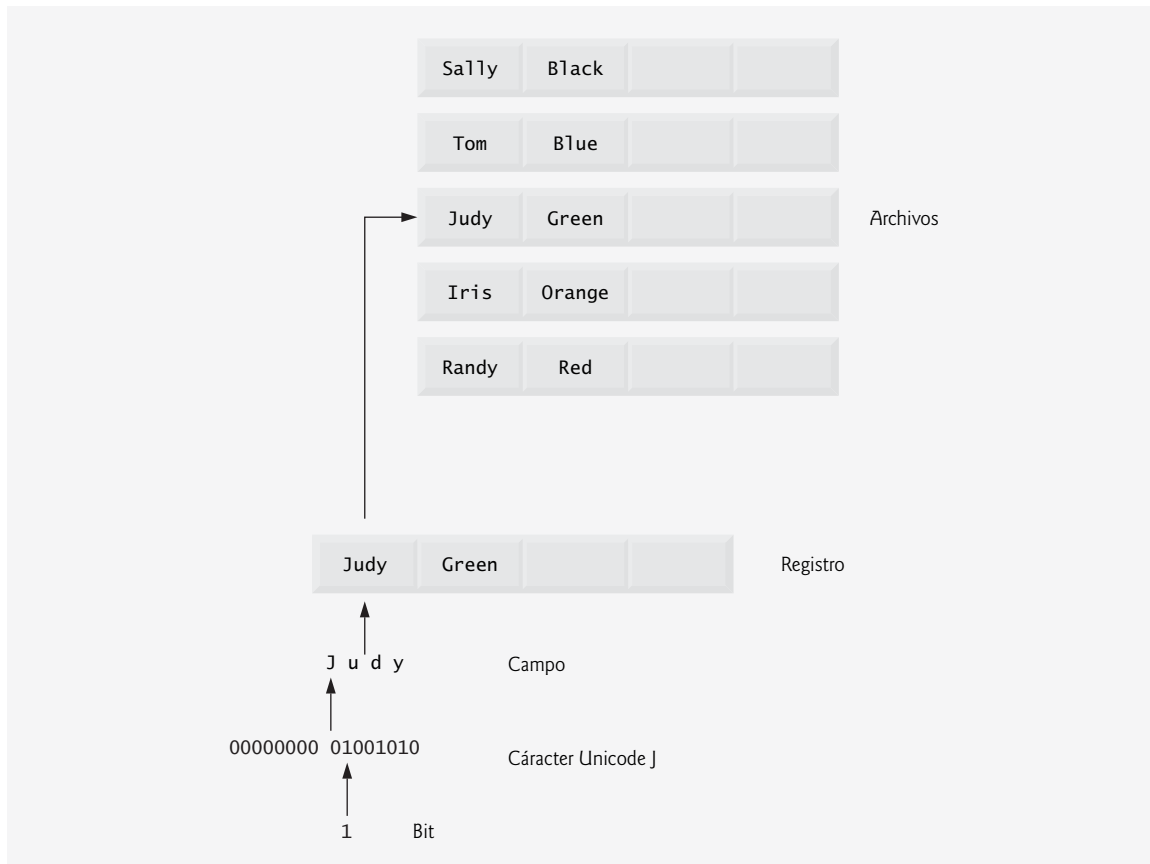 Sally Black
Tom Blue
Judy Green Archivos
Iris Orange
Randy Red
Judy Green Registro
J u d y Campo
00000000 01001010 Cáracter Unicode J
1 Bit